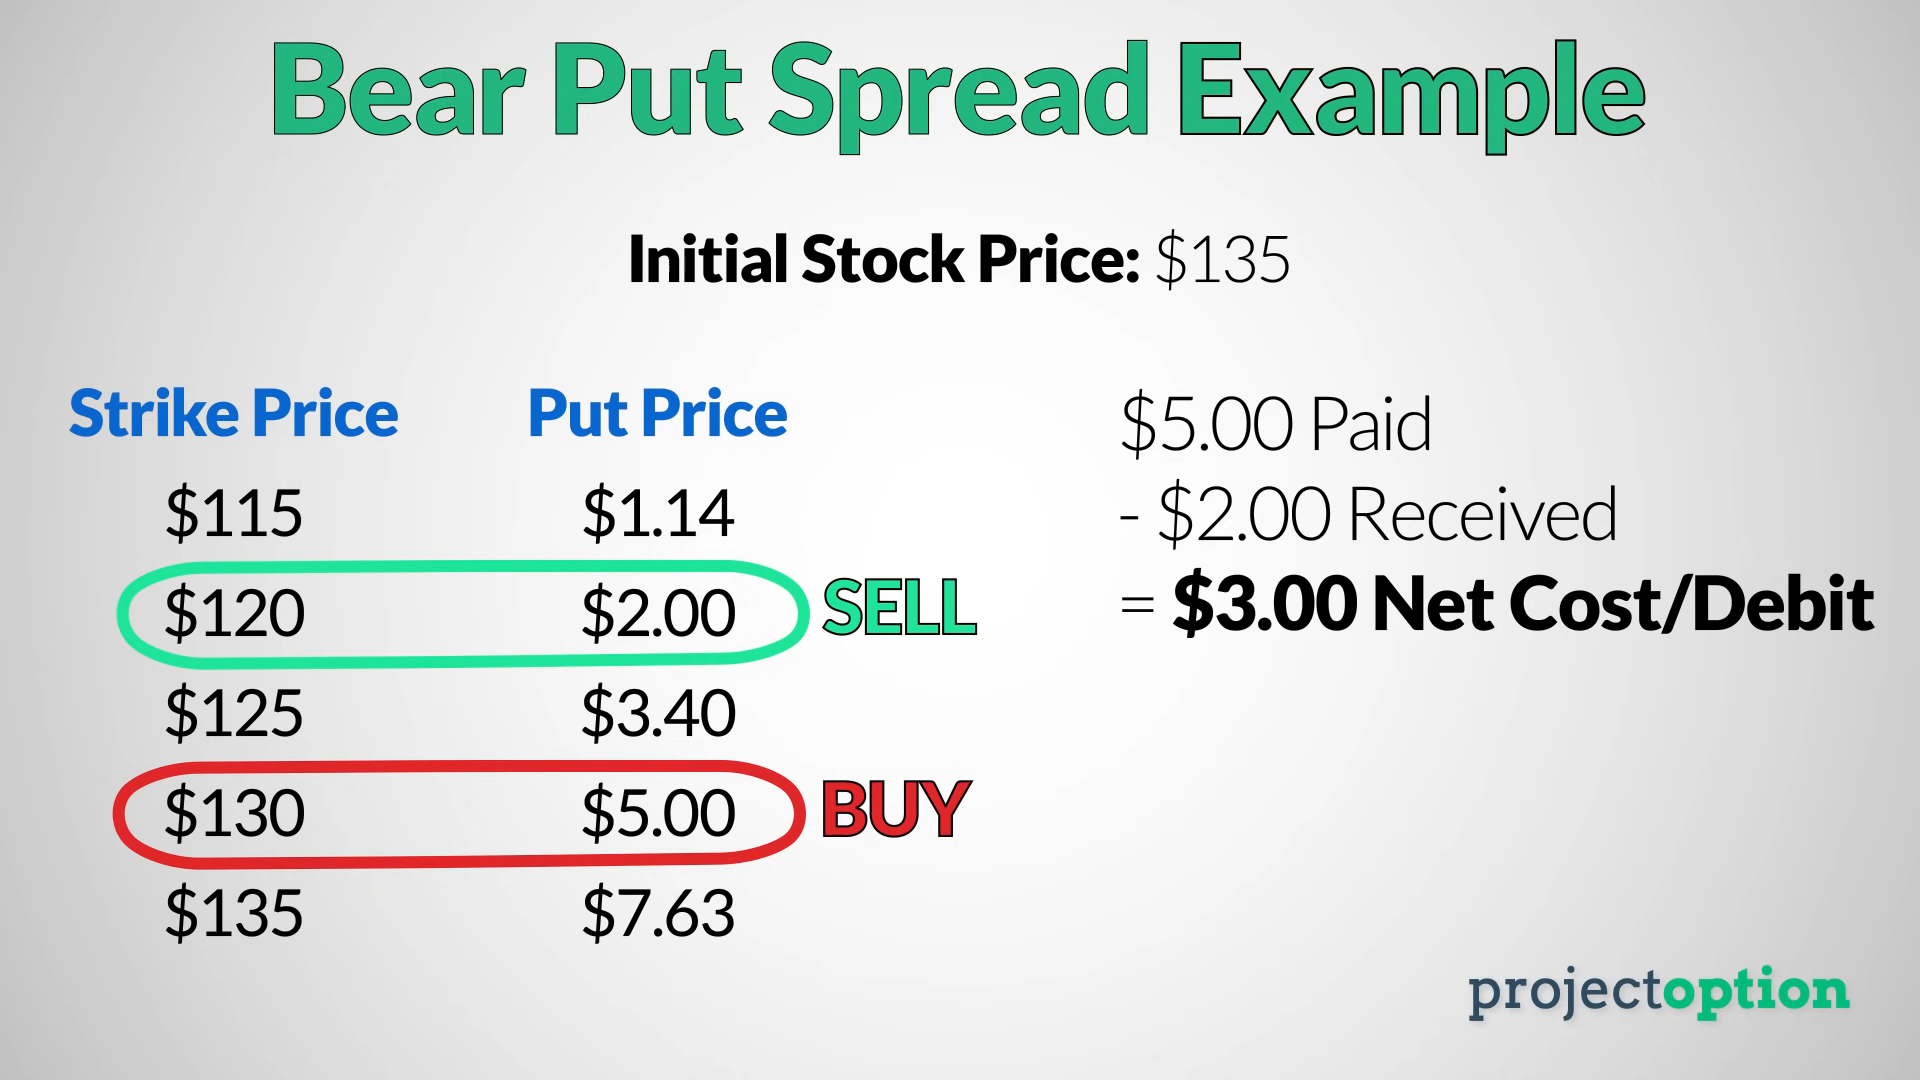 Bear Put Spread Example
Initial Stock Price: $135
Strike Price Put Price
$115 $1.14
$120 $2.00 SELL
$125 $3.40
$130 $5.00 BUY
$135 $7.63
$5.00 Paid
- $2.00 Received
= $3.00 Net Cost/Debit
projectoption